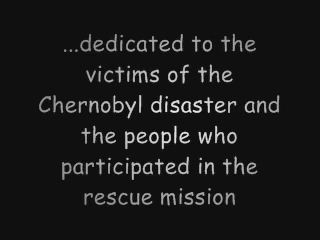 ...dedicated to the
victims of the
Chernobyl disaster and
the people who
participated in the
rescue mission